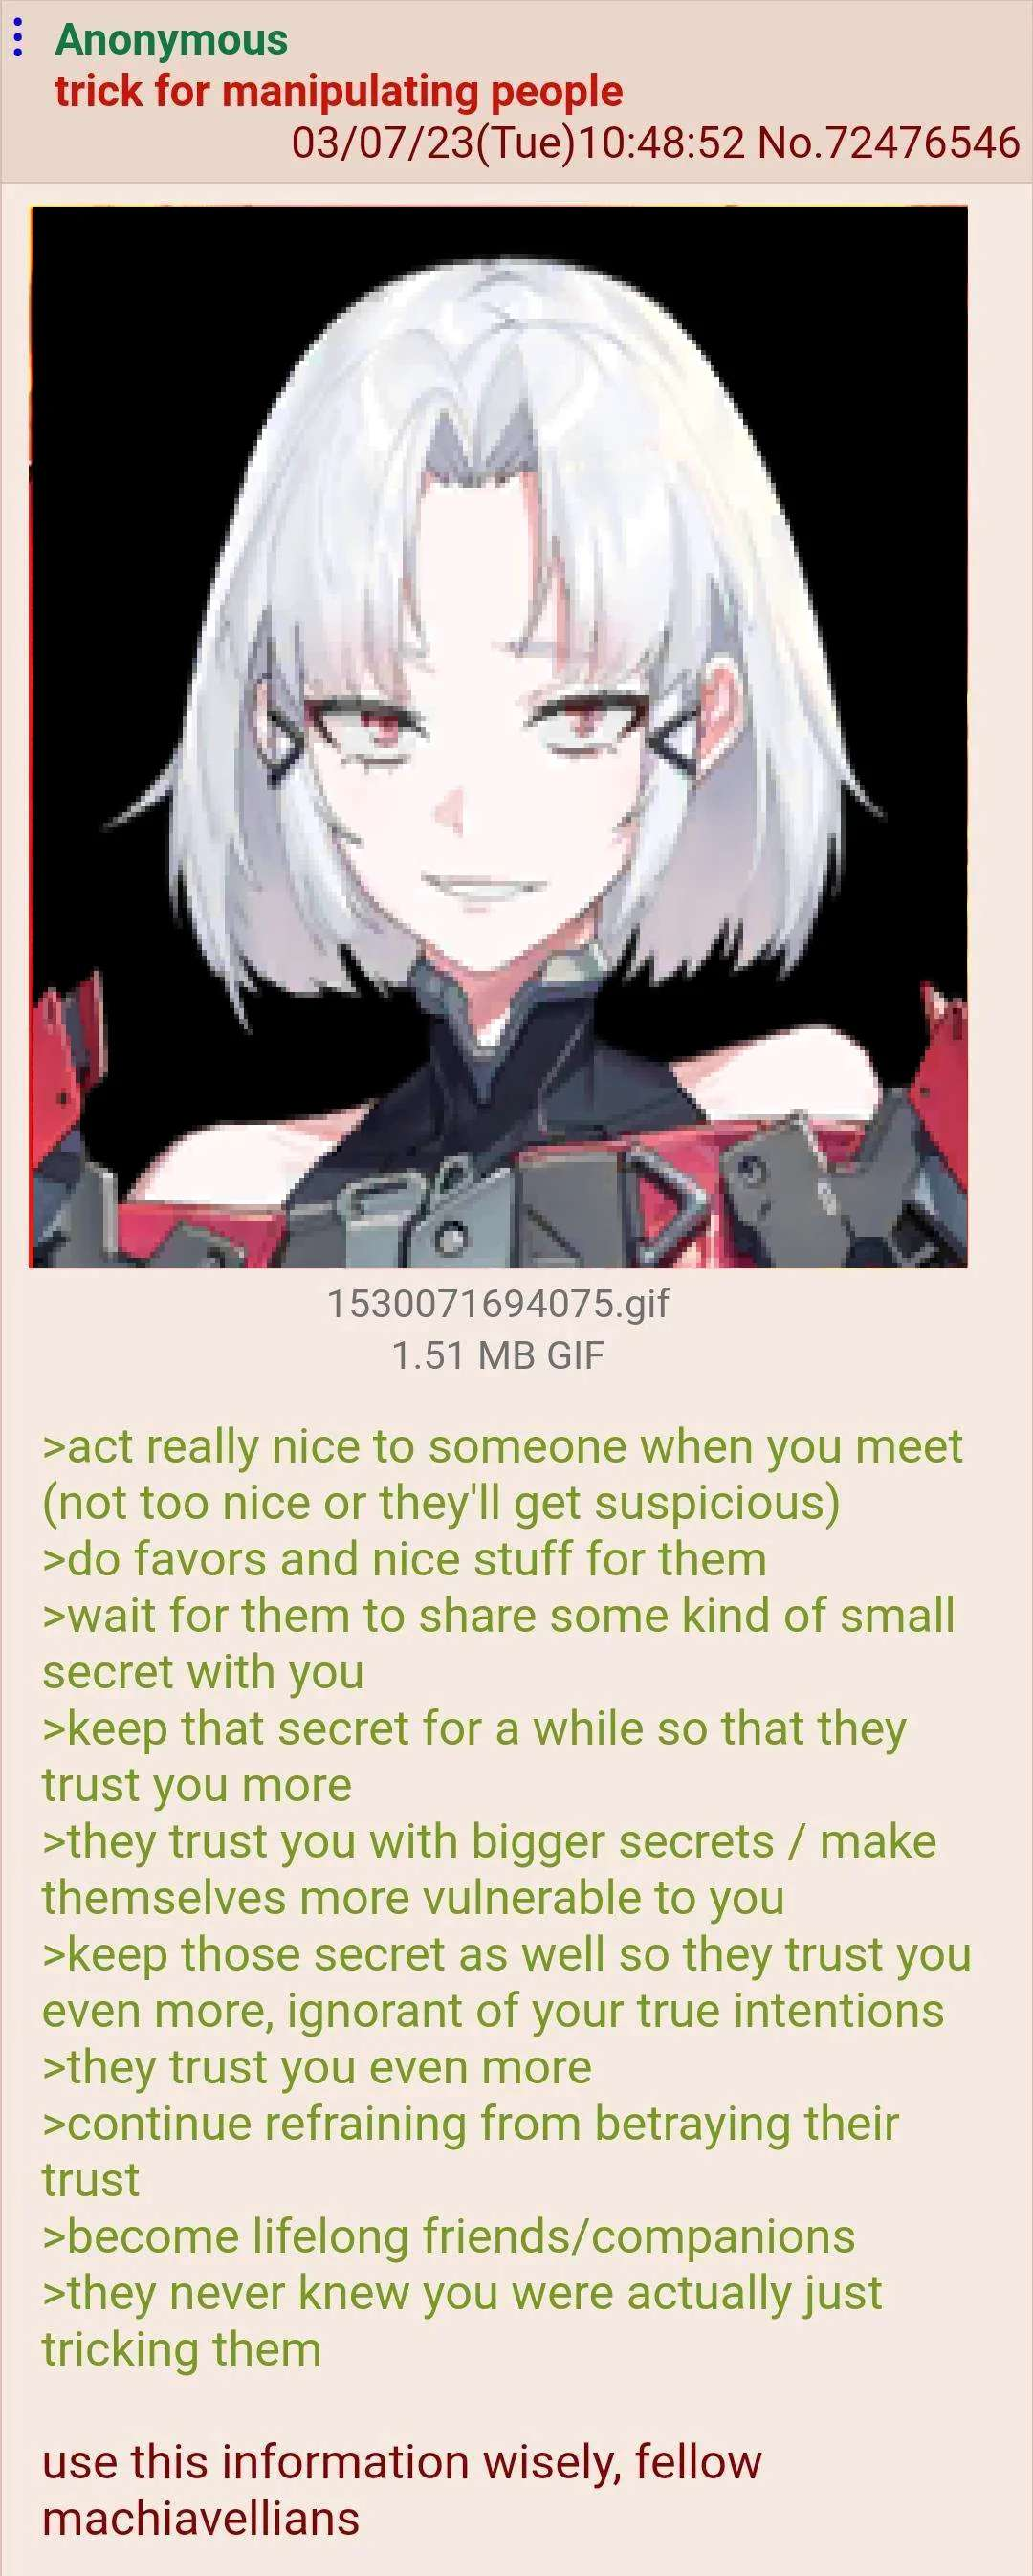 Anonymous
trick for manipulating people
03/07/23(Tue)10:48:52 No.72476546
1530071694075.gif
1.51 MB GIF
>act really nice to someone when you meet
(not too nice or they'll get suspicious)
>do favors and nice stuff for them
>wait for them to share some kind of small
secret with you
>keep that secret for a while so that they
trust you more
>they trust you with bigger secrets / make
themselves more vulnerable to you
>keep those secret as well so they trust you
even more, ignorant of your true intentions
>they trust you even more
>continue refraining from betraying their
trust
>become lifelong friends/companions
>they never knew you were actually just
tricking them
use this information wisely, fellow
machiavellians